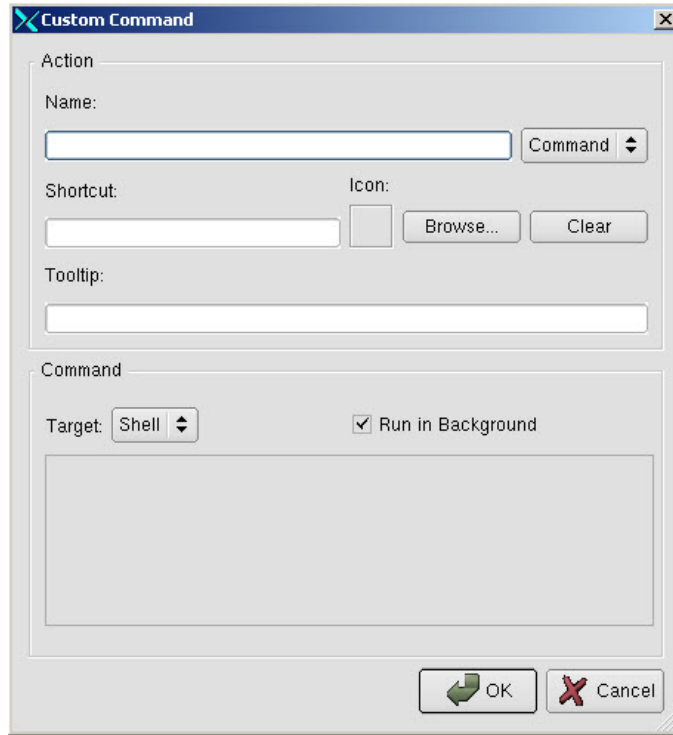 Custom Command
Action
Name:
Command
Shortcut:
Icon:
Browse...
Clear
Tooltip:
Command
Target: Shell
Run in Background
OK
Cancel